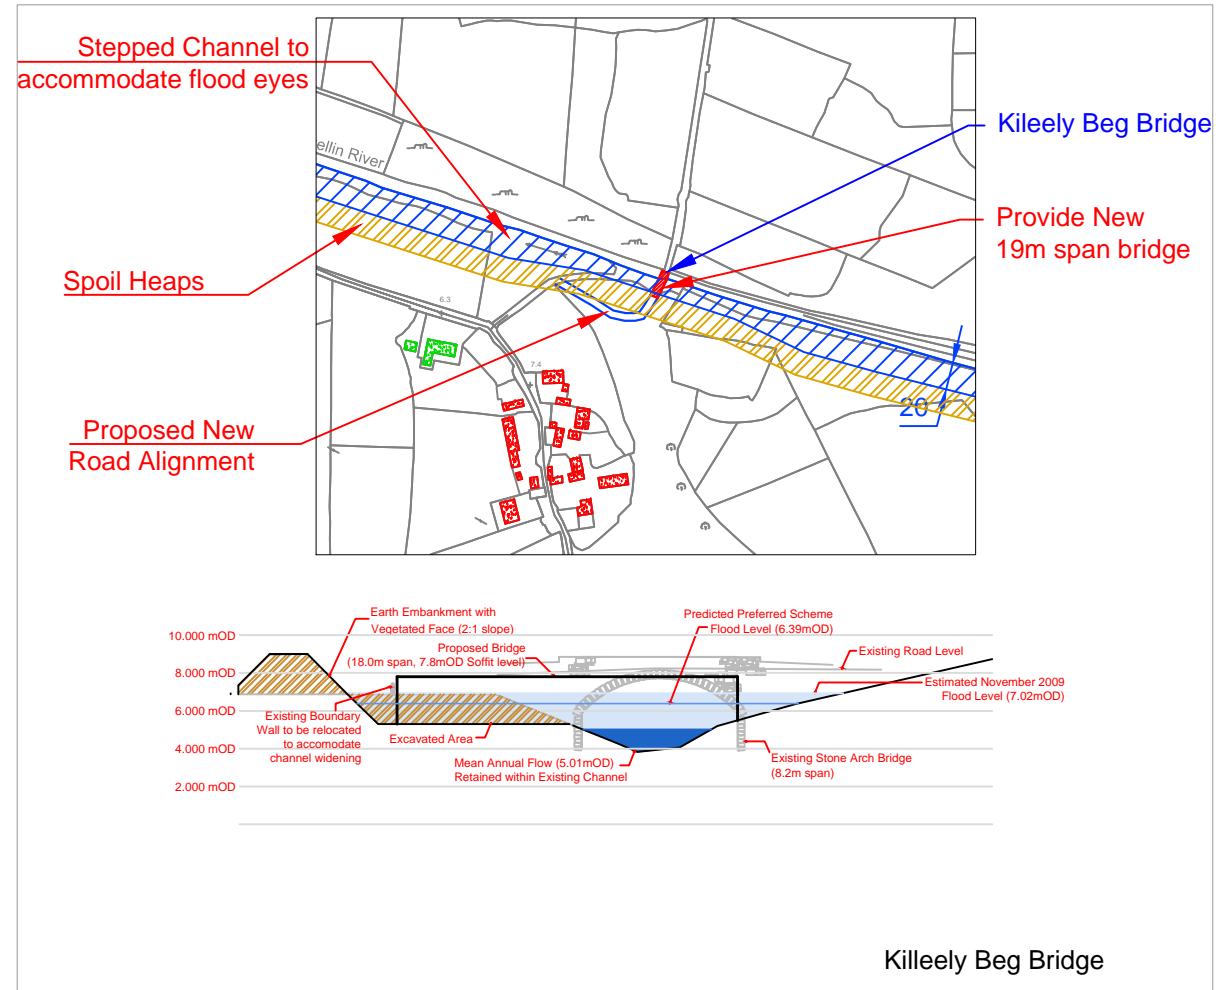 Stepped Channel to
accommodate flood eyes
Kileely Beg Bridge
ellin River
Provide New
19m span bridge
Spoil Heaps
6.3
7.4
20
Proposed New
Road Alignment
Earth Embankment with
Vegetated Face (2:1 slope)
Predicted Preferred Scheme
Flood Level (6.39mOD)
10.000 mOD
Proposed Bridge
(18.0m span, 7.8mOD Soffit level)
Existing Road Level
8.000 mOD
Estimated November 2009
Flood Level (7.02mOD)
6.000 mOD
Existing Boundary
Wall to be relocated
to accomodate
channel widening
Excavated Area
4.000 mOD
Mean Annual Flow (5.01mOD)
Retained within Existing Channel
Existing Stone Arch Bridge
(8.2m span)
2.000 mOD
Killeely Beg Bridge